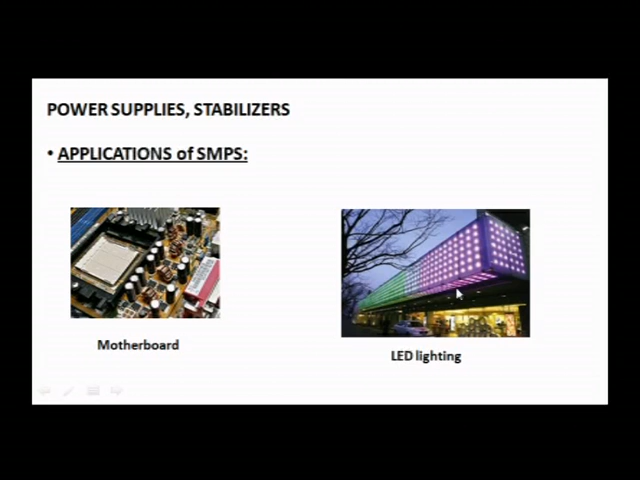 POWER SUPPLIES, STABILIZERS
• APPLICATIONS of SMPS:
Motherboard
LED lighting